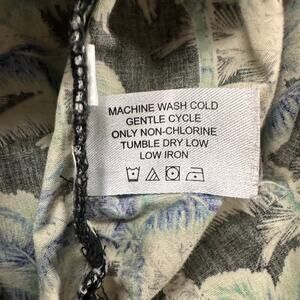 MACHINE WASH COLD
GENTLE CYCLE
ONLY NON-CHLORINE
TUMBLE DRY LOW
LOW IRON